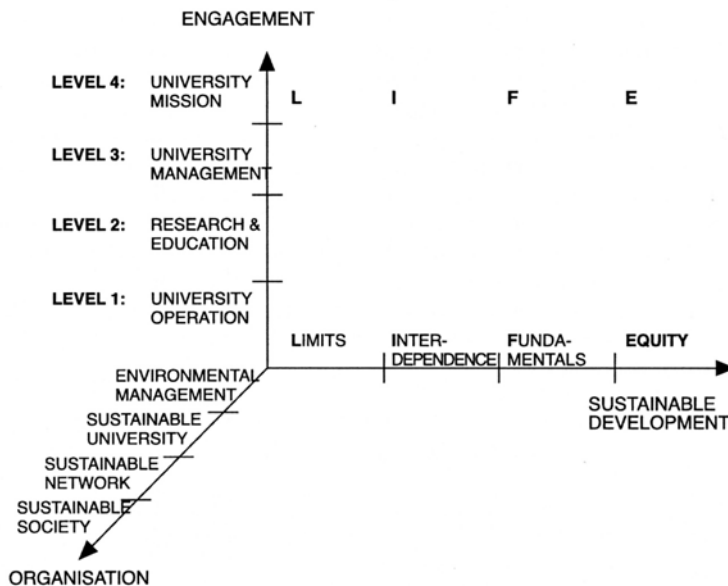 ENGAGEMENT
LEVEL 4: UNIVERSITY
MISSION
L I F E
LEVEL 3: UNIVERSITY
MANAGEMENT
LEVEL 2: RESEARCH &
EDUCATION
LEVEL 1: UNIVERSITY
OPERATION
LIMITS INTER- FUNDA- EQUITY
DEPENDENCE MENTALS
ENVIRONMENTAL
MANAGEMENT
SUSTAINABLE
UNIVERSITY
SUSTAINABLE
NETWORK
SUSTAINABLE
SOCIETY
ORGANISATION
SUSTAINABLE
DEVELOPMENT